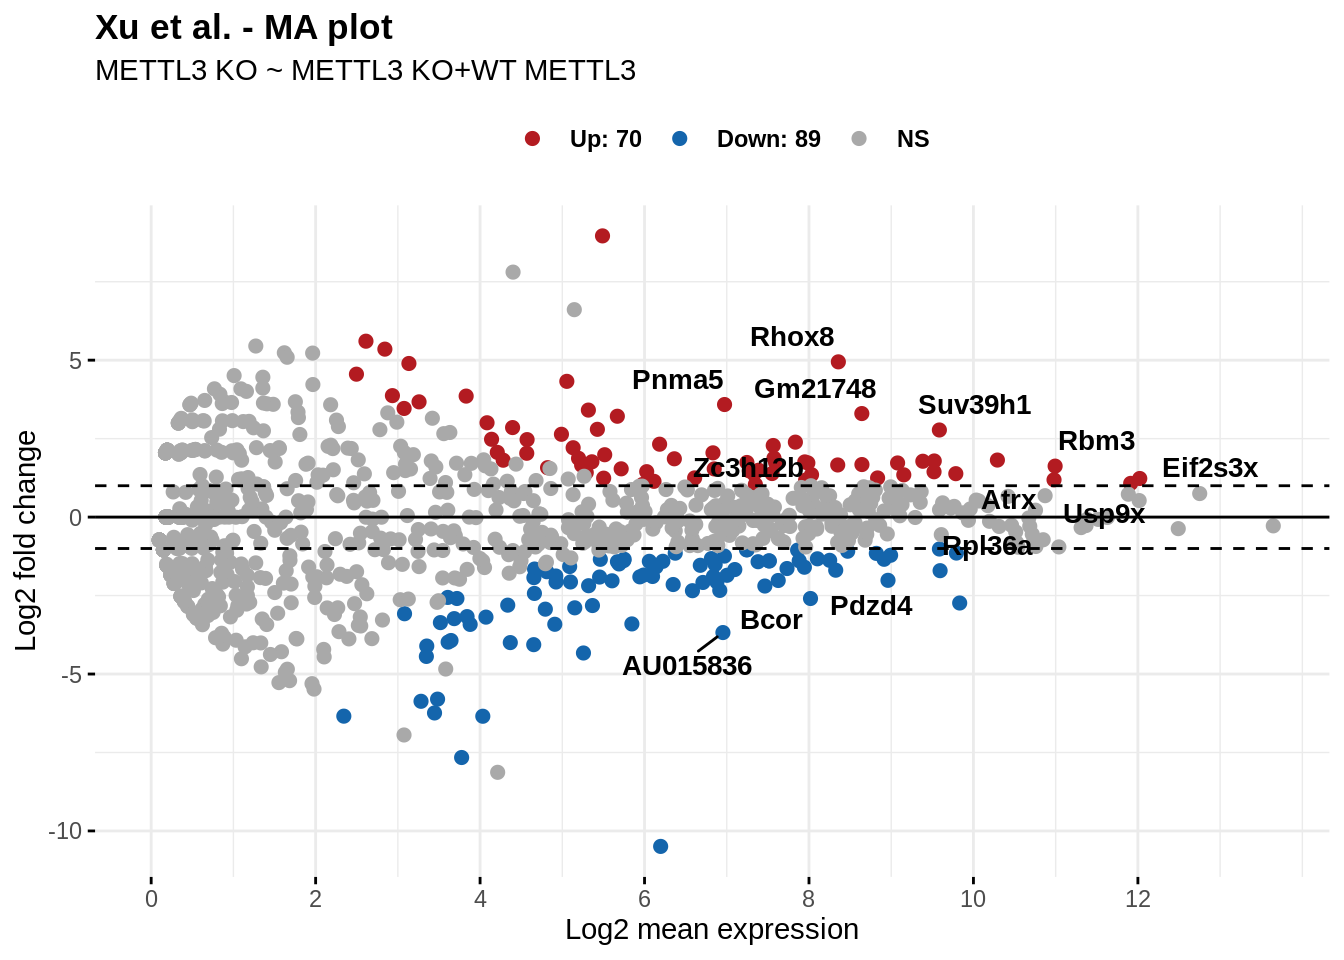 Xu et al. - MA plot
METTL3 KO ~ METTL3 KO+WT METTL3
Up: 70 Down: 89 NS
Rhox8
Pnma5
Gm21748
Suv39h1
Rbm3
Zc3h12b
Eif2s3x
Atrx
Usp9x
Rpl36a
Pdzd4
Bcor
AU015836
Log2 fold change
5
0
-5
-10
0 2 4 6 8 10 12
Log2 mean expression